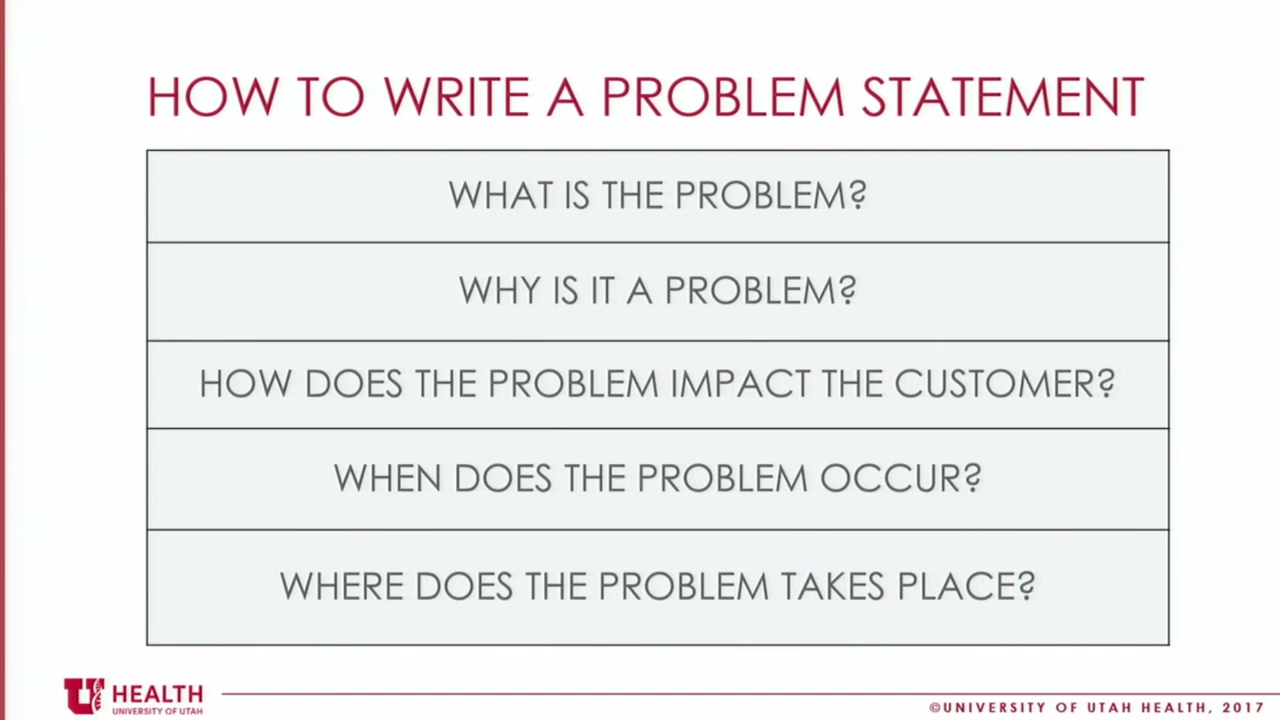 HOW TO WRITE A PROBLEM STATEMENT
WHAT IS THE PROBLEM?
WHY IS IT A PROBLEM?
HOW DOES THE PROBLEM IMPACT THE CUSTOMER?
WHEN DOES THE PROBLEM OCCUR?
WHERE DOES THE PROBLEM TAKES PLACE?
U HEALTH
UNIVERSITY OF UTAH
©UNIVERSITY OF UTAH HEALTH, 2017